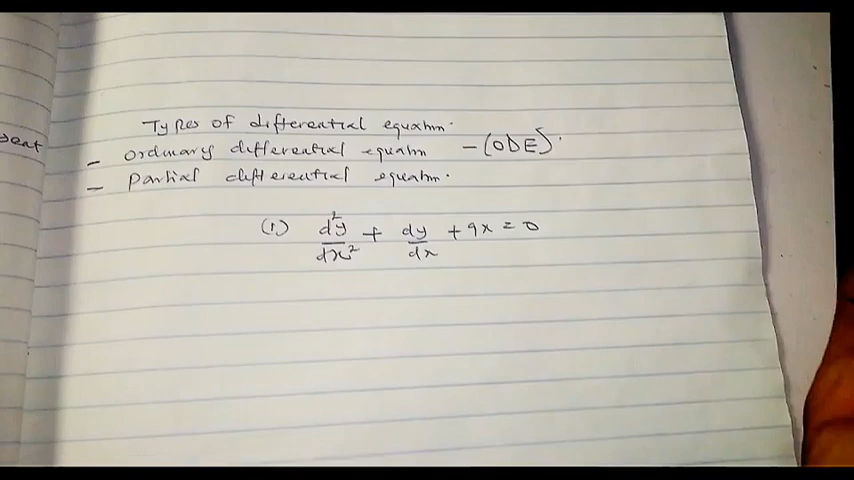 Types of differential equation.
- ordinary differential equation - (ODE).
- Partial differential equation.
(1) d²y/dx² + dy/dx + 9x = 0